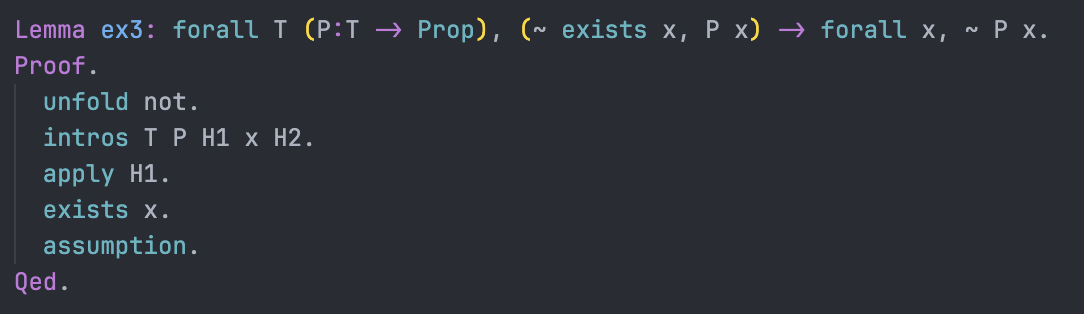 Lemma ex3: forall T (P:T -> Prop), (~ exists x, P x) -> forall x, ~ P x.
Proof.
unfold not.
intros T P H1 x H2.
apply H1.
exists x.
assumption.
Qed.